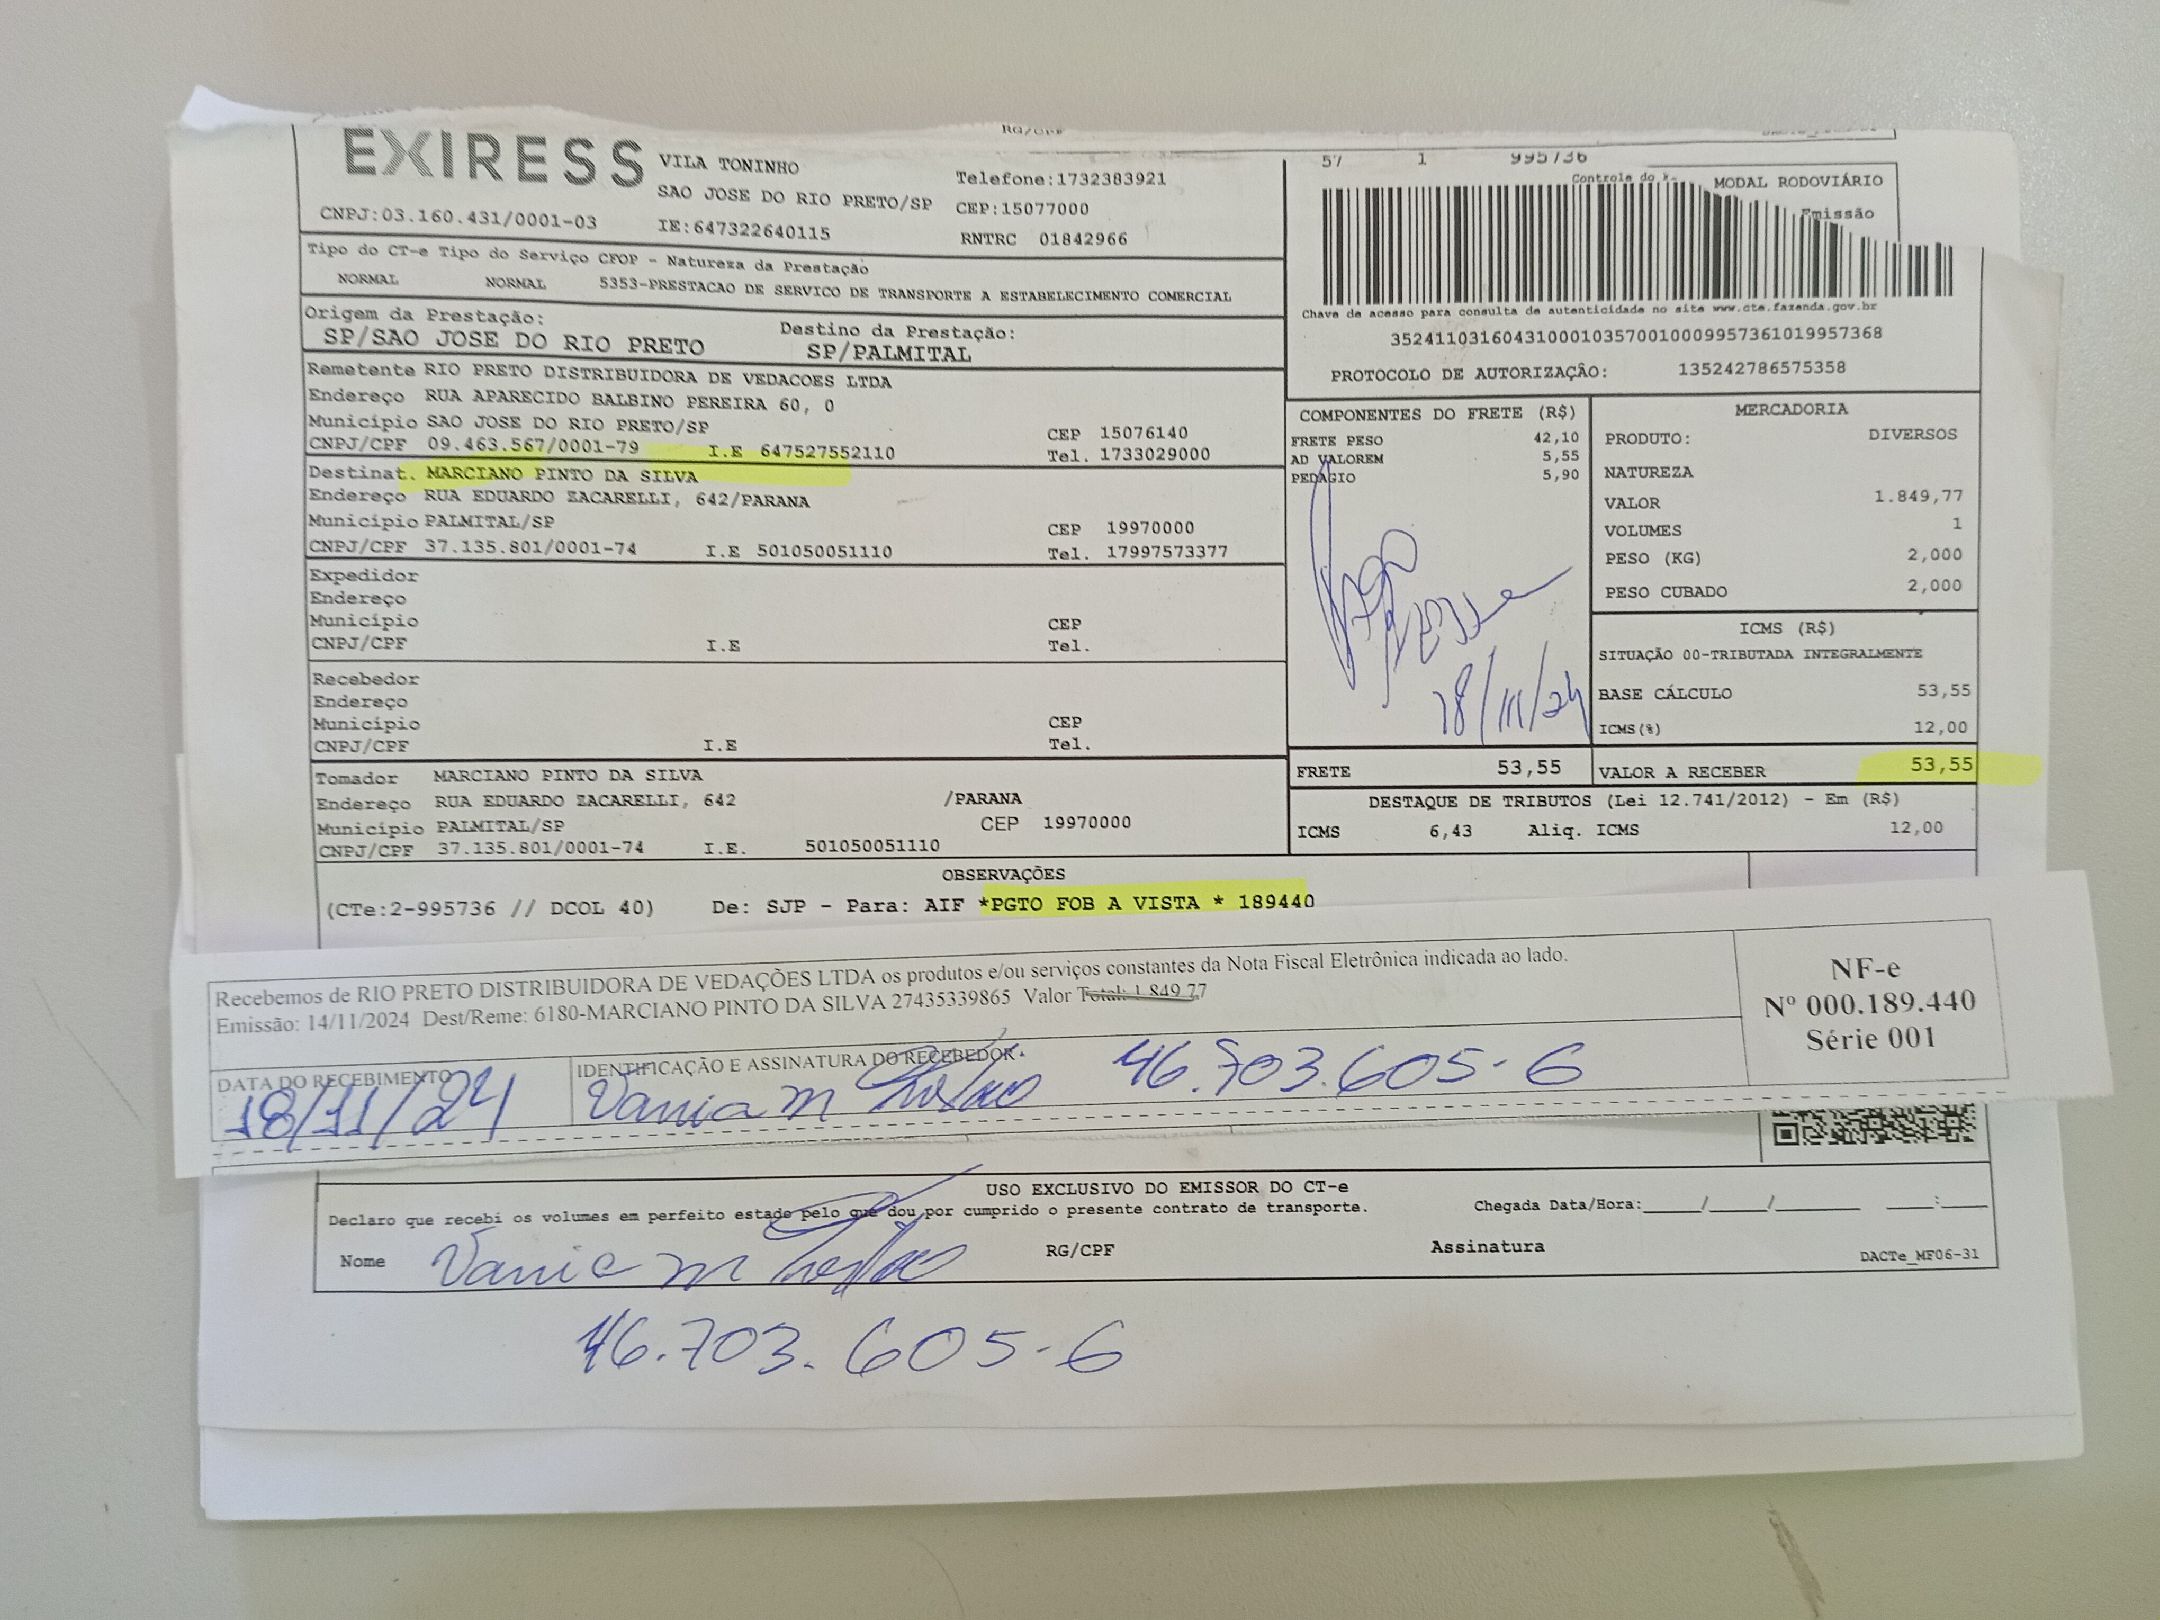 EXIRESS
VILA TONINHO
SAO JOSE DO RIO PRETO/SP
CNPJ:03.160.431/0001-03
IE:647322640115
RG/CPF
Telefone:1732383921
CEP:15077000
RNTRC 01842966
57 1 995736
Controle do
MODAL RODOVIÁRIO
Emissão
Tipo do CT-e Tipo do Serviço CFOP - Natureza da Prestação
NORMAL NORMAL 5353-PRESTACAO DE SERVICO DE TRANSPORTE A ESTABELECIMENTO COMERCIAL
Chave de acesso para consulta de autenticidade no site www.cte.fazenda.gov.br
35241103160431000103570010009957361019957368
PROTOCOLO DE AUTORIZAÇÃO: 135242786575358
Origem da Prestação:
SP/SAO JOSE DO RIO PRETO
Destino da Prestação:
SP/PALMITAL
Remetente RIO PRETO DISTRIBUIDORA DE VEDACOES LTDA
Endereço RUA APARECIDO BALBINO PEREIRA 60, 0
Município SAO JOSE DO RIO PRETO/SP CEP 15076140
CNPJ/CPF 09.463.567/0001-79 I.E 647527552110 Tel. 1733029000
Destinat. MARCIANO PINTO DA SILVA
Endereço RUA EDUARDO ZACARELLI, 642/PARANA
Município PALMITAL/SP CEP 19970000
CNPJ/CPF 37.135.801/0001-74 I.E 501050051110 Tel. 17997573377
Expedidor
Endereço
Município CEP
CNPJ/CPF I.E Tel.
Recebedor
Endereço
Município CEP
CNPJ/CPF I.E Tel.
Tomador MARCIANO PINTO DA SILVA
Endereço RUA EDUARDO ZACARELLI, 642 /PARANA
Município PALMITAL/SP CEP 19970000
CNPJ/CPF 37.135.801/0001-74 I.E. 501050051110
COMPONENTES DO FRETE (R$)
FRETE PESO 42,10
AD VALOREM 5,55
PEDAGIO 5,90
18/11/24
FRETE 53,55
MERCADORIA
PRODUTO: DIVERSOS
NATUREZA
VALOR 1.849,77
VOLUMES 1
PESO (KG) 2,000
PESO CUBADO 2,000
ICMS (R$)
SITUAÇÃO 00-TRIBUTADA INTEGRALMENTE
BASE CÁLCULO 53,55
ICMS(%) 12,00
VALOR A RECEBER 53,55
DESTAQUE DE TRIBUTOS (Lei 12.741/2012) - Em (R$)
ICMS 6,43 Aliq. ICMS 12,00
OBSERVAÇÕES
(CTe:2-995736 // DCOL 40) De: SJP - Para: AIF *PGTO FOB A VISTA * 189440
Recebemos de RIO PRETO DISTRIBUIDORA DE VEDAÇÕES LTDA os produtos e/ou serviços constantes da Nota Fiscal Eletrônica indicada ao lado.
Emissão: 14/11/2024 Dest/Reme: 6180-MARCIANO PINTO DA SILVA 27435339865 Valor Total: 1.849,77
DATA DO RECEBIMENTO
18/11/24
IDENTIFICAÇÃO E ASSINATURA DO RECEBEDOR
Vania m 46.703.605-6
NF-e
Nº 000.189.440
Série 001
USO EXCLUSIVO DO EMISSOR DO CT-e
Declaro que recebi os volumes em perfeito estado pelo que dou por cumprido o presente contrato de transporte.
Chegada Data/Hora:_____/_____/________ ____:____
Nome Vania m RG/CPF Assinatura
DACTe_MF06-31
46.703.605-6